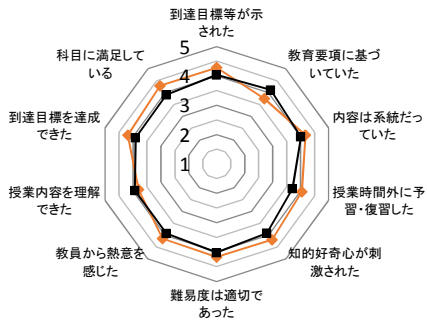 到達目標等が示
された
教育要項に基づ
いていた
内容は系統だっ
ていた
授業時間外に予
習・復習した
知的好奇心が刺
激された
難易度は適切で
あった
教員から熱意を
感じた
授業内容を理解
できた
到達目標を達成
できた
科目に満足して
いる
5
4
3
2
1